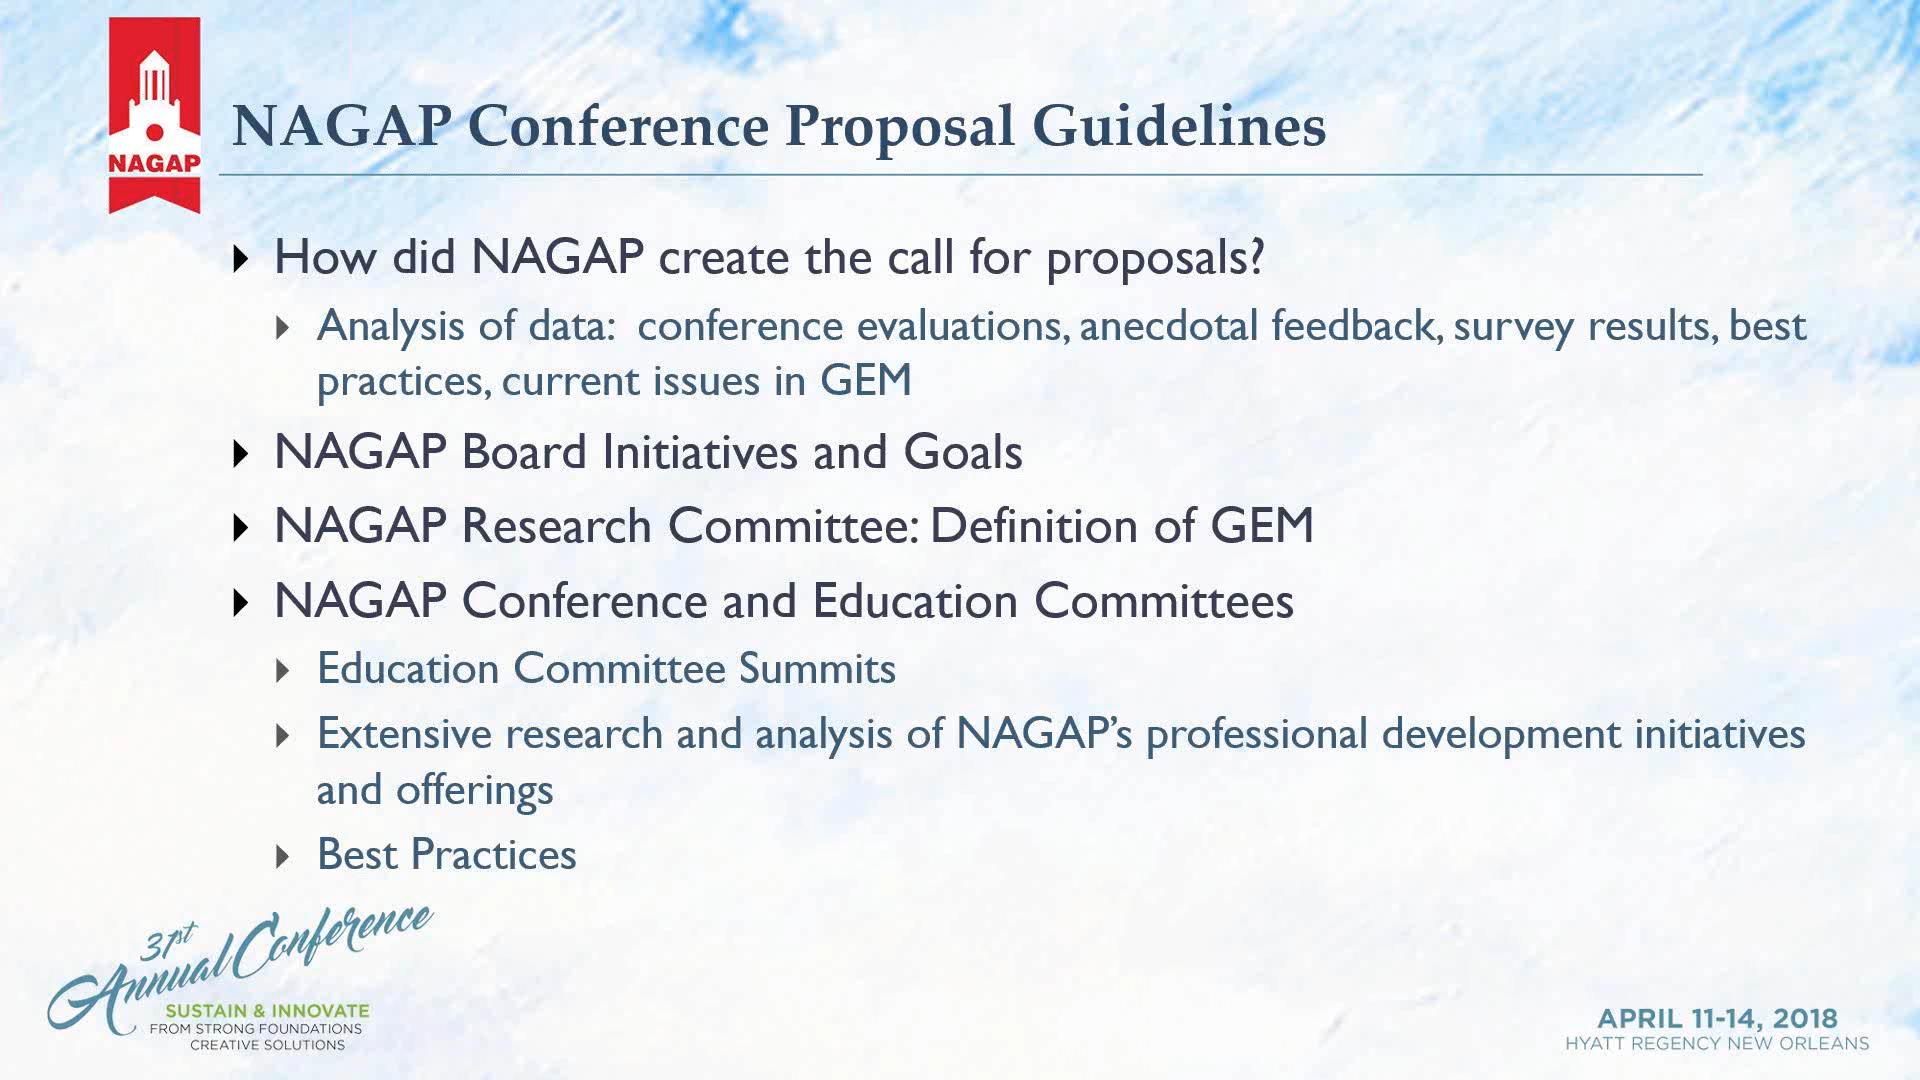 NAGAP
NAGAP Conference Proposal Guidelines
How did NAGAP create the call for proposals?
Analysis of data:  conference evaluations, anecdotal feedback, survey results, best
practices, current issues in GEM
NAGAP Board Initiatives and Goals
NAGAP Research Committee: Definition of GEM
NAGAP Conference and Education Committees
Education Committee Summits
Extensive research and analysis of NAGAP’s professional development initiatives
and offerings
Best Practices
31st
Annual Conference
SUSTAIN & INNOVATE
FROM STRONG FOUNDATIONS
CREATIVE SOLUTIONS
APRIL 11-14, 2018
HYATT REGENCY NEW ORLEANS